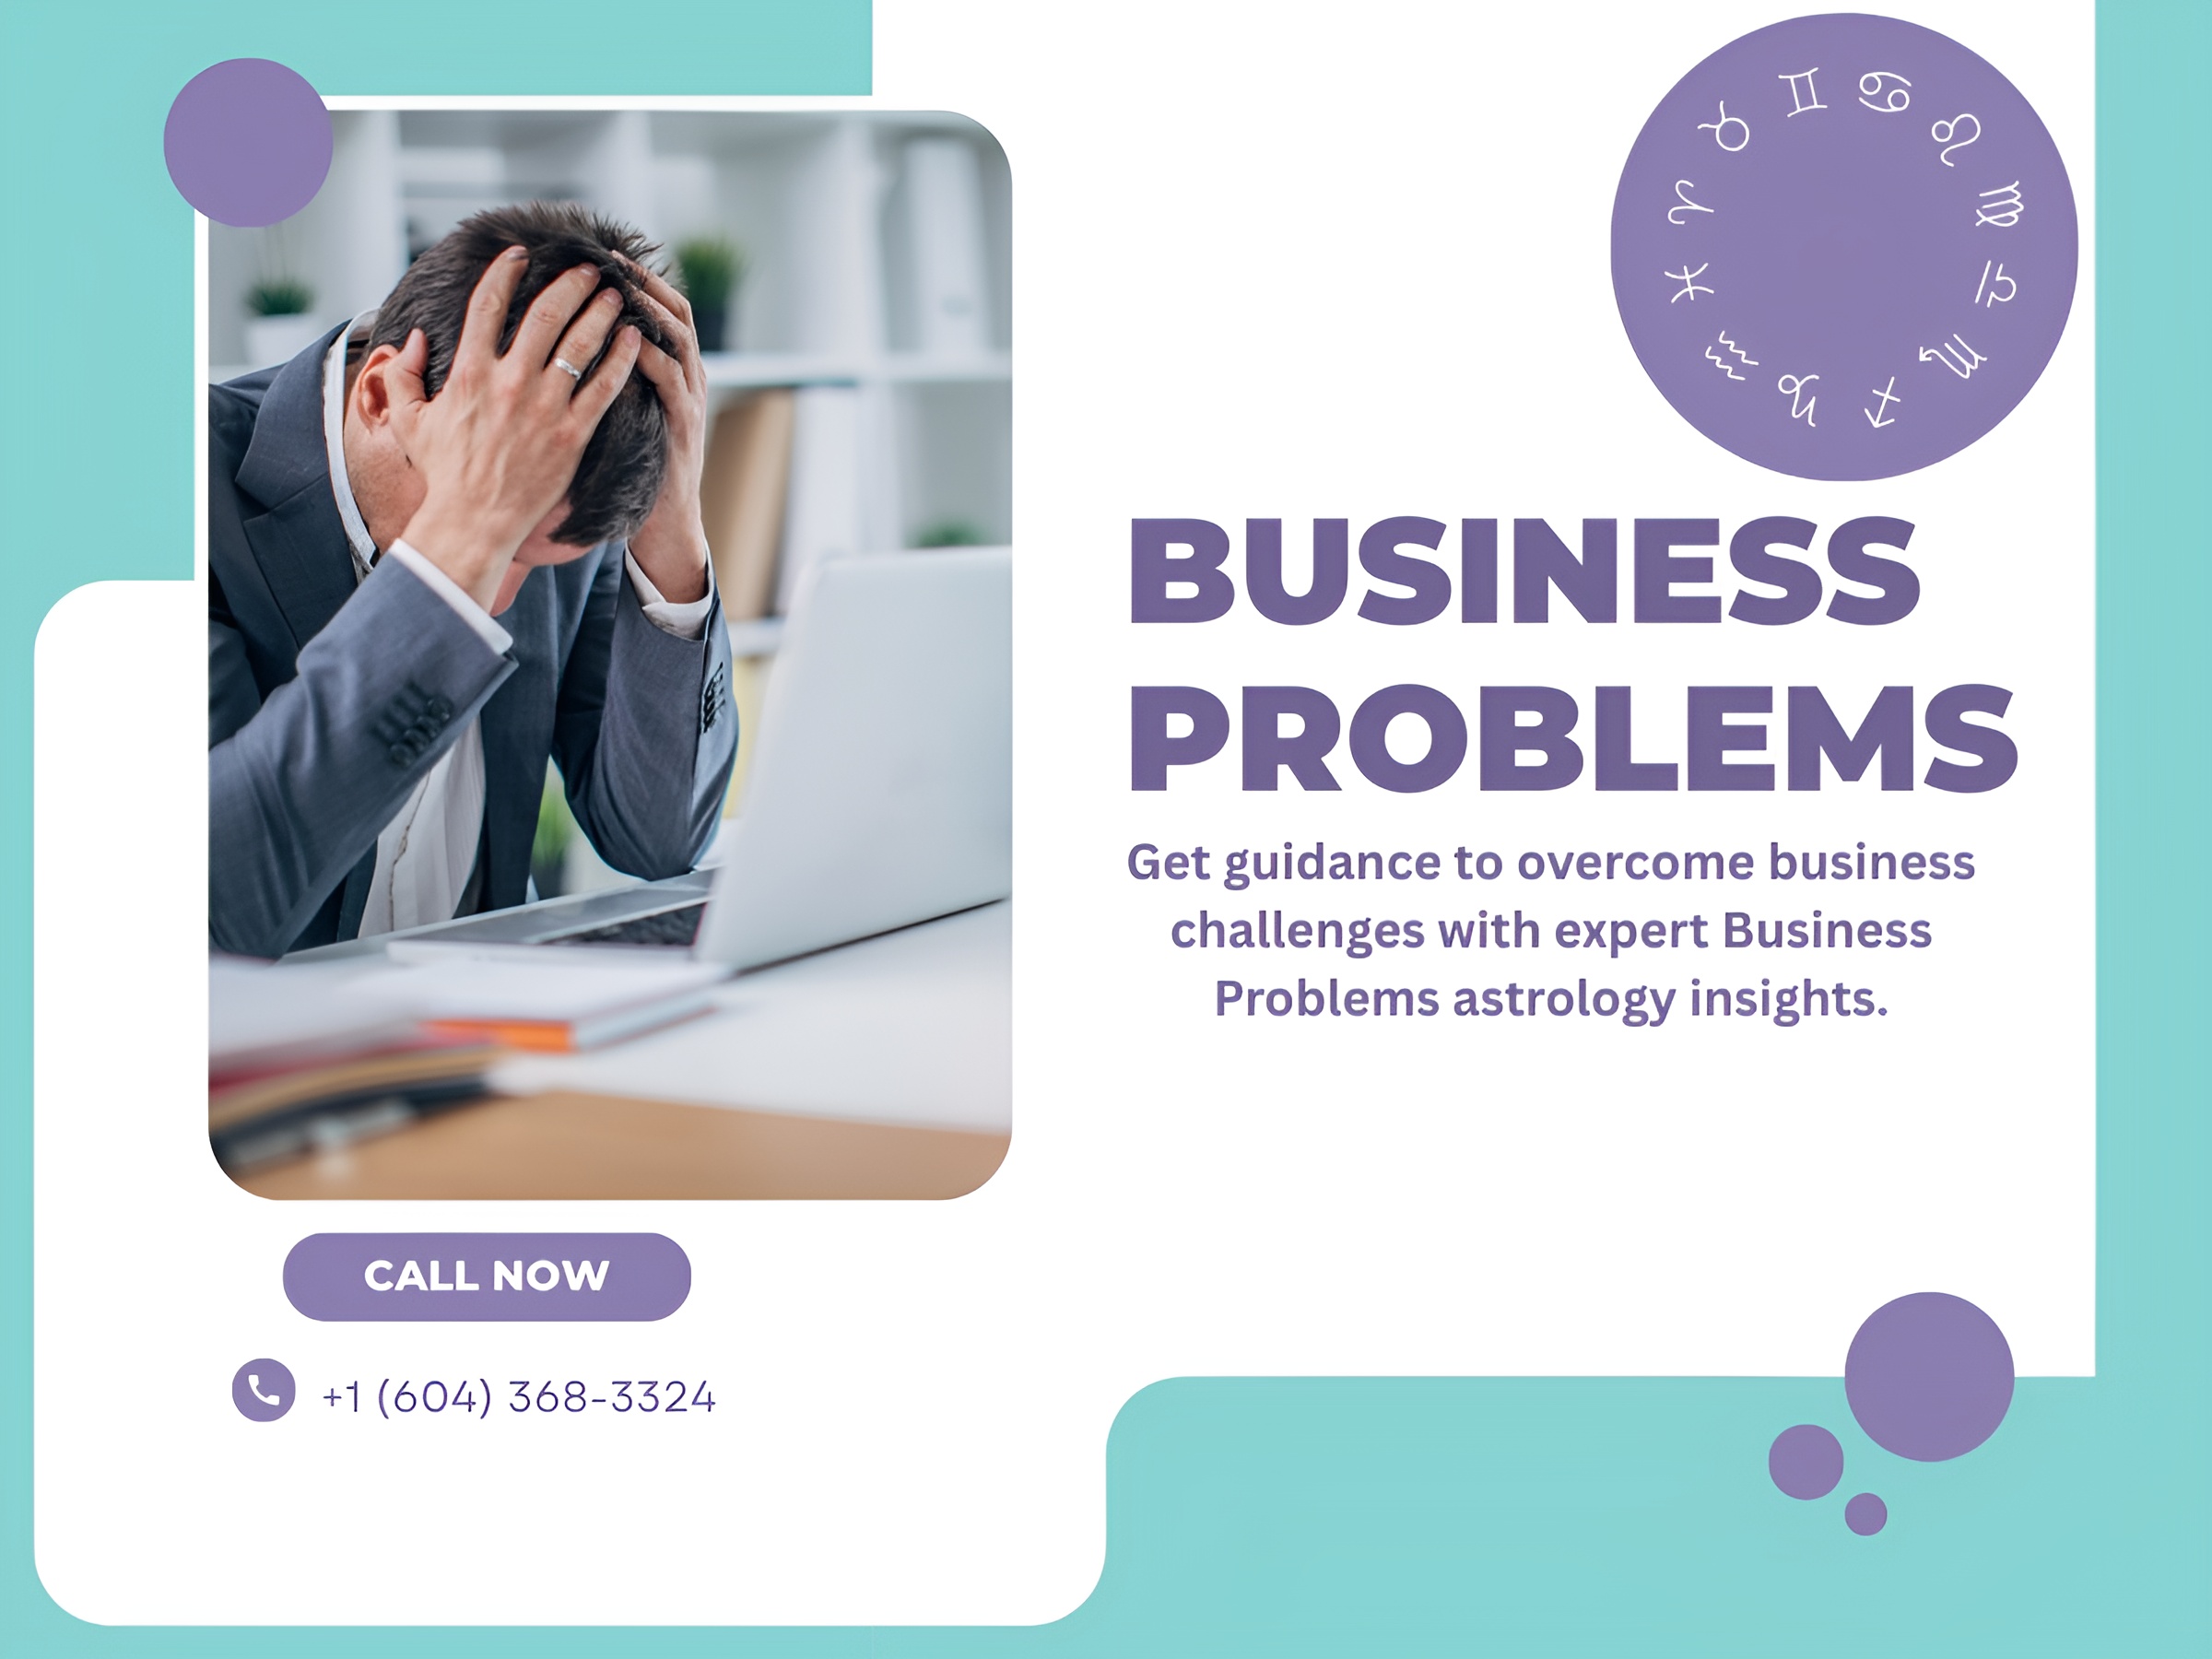 BUSINESS
PROBLEMS
Get guidance to overcome business
challenges with expert Business
Problems astrology insights.
CALL NOW
+1 (604) 368-3324